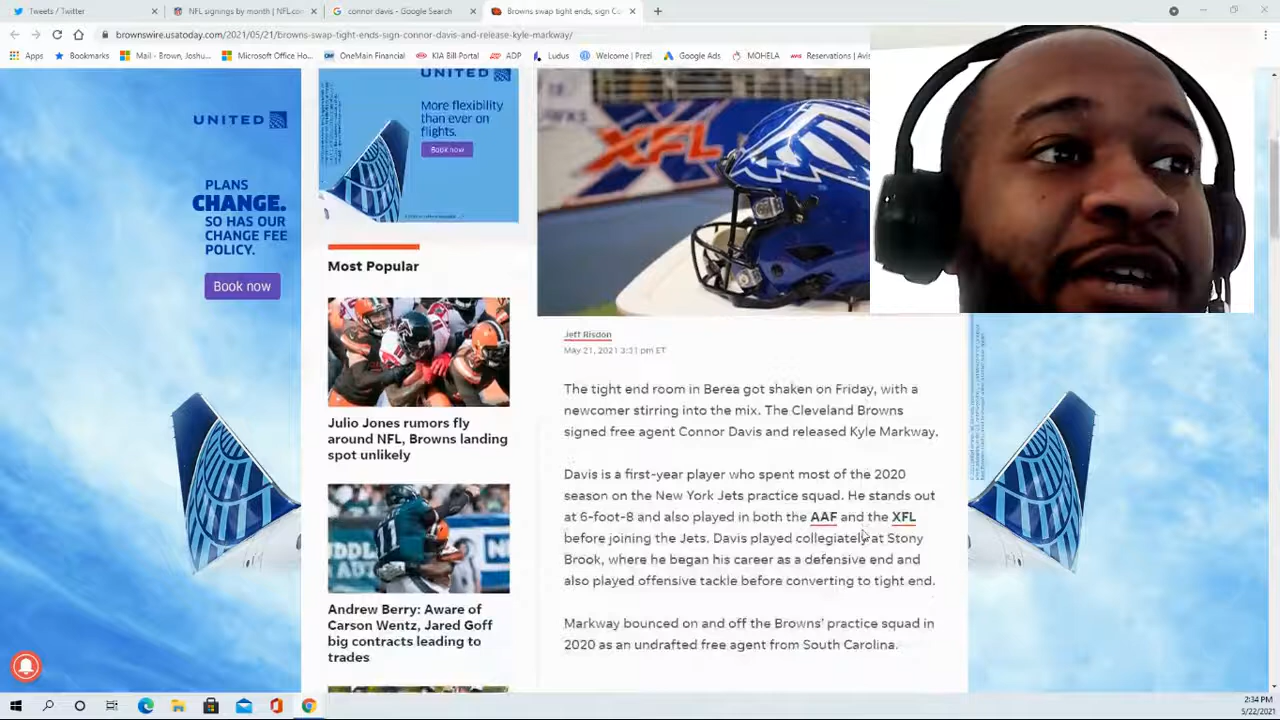 Tweets / Twitter
NFL signings by month | NFL.com
connor davis - Google Search
Browns swap tight ends, sign Co
brownswire.usatoday.com/2021/05/21/browns-swap-tight-ends-sign-connor-davis-and-release-kyle-markway/
Apps
Bookmarks
Mail - Brown, Joshu...
Microsoft Office Ho...
OneMain Financial
KIA Bill Portal
ADP
Ludus
Welcome | Prezi
Google Ads
MOHELA
Reservations | Avis
UNITED
PLANS
CHANGE.
SO HAS OUR
CHANGE FEE
POLICY.
Book now
UNITED
More flexibility
than ever on
flights.
Book now
XFL
Most Popular
Julio Jones rumors fly
around NFL, Browns landing
spot unlikely
11
Andrew Berry: Aware of
Carson Wentz, Jared Goff
big contracts leading to
trades
Jeff Risdon
May 21, 2021 3:31 pm ET
The tight end room in Berea got shaken on Friday, with a
newcomer stirring into the mix. The Cleveland Browns
signed free agent Connor Davis and released Kyle Markway.
Davis is a first-year player who spent most of the 2020
season on the New York Jets practice squad. He stands out
at 6-foot-8 and also played in both the AAF and the XFL
before joining the Jets. Davis played collegiately at Stony
Brook, where he began his career as a defensive end and
also played offensive tackle before converting to tight end.
Markway bounced on and off the Browns' practice squad in
2020 as an undrafted free agent from South Carolina.
2:34 PM
5/22/2021